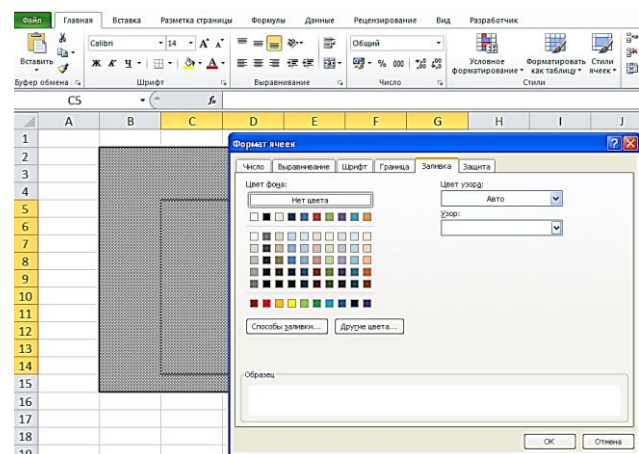 Файл Главная Вставка Разметка страницы Формулы Данные Рецензирование Вид Разработчик
Calibri 14 A A Общий
Вставить Ж К Ч % 000 Условное форматирование Форматировать как таблицу Стили ячеек
Буфер обмена Шрифт Выравнивание Число Стили
C5 fx
A B C D E F G H I J
1
Формат ячеек
2
Число Выравнивание Шрифт Граница Заливка Защита
3
Цвет фона: Цвет узора:
4
Нет цвета Авто
5
Узор:
6
7
8
9
10
11
12
Способы заливки... Другие цвета...
13
14
Образец
15
16
17
18
ОК Отмена
19